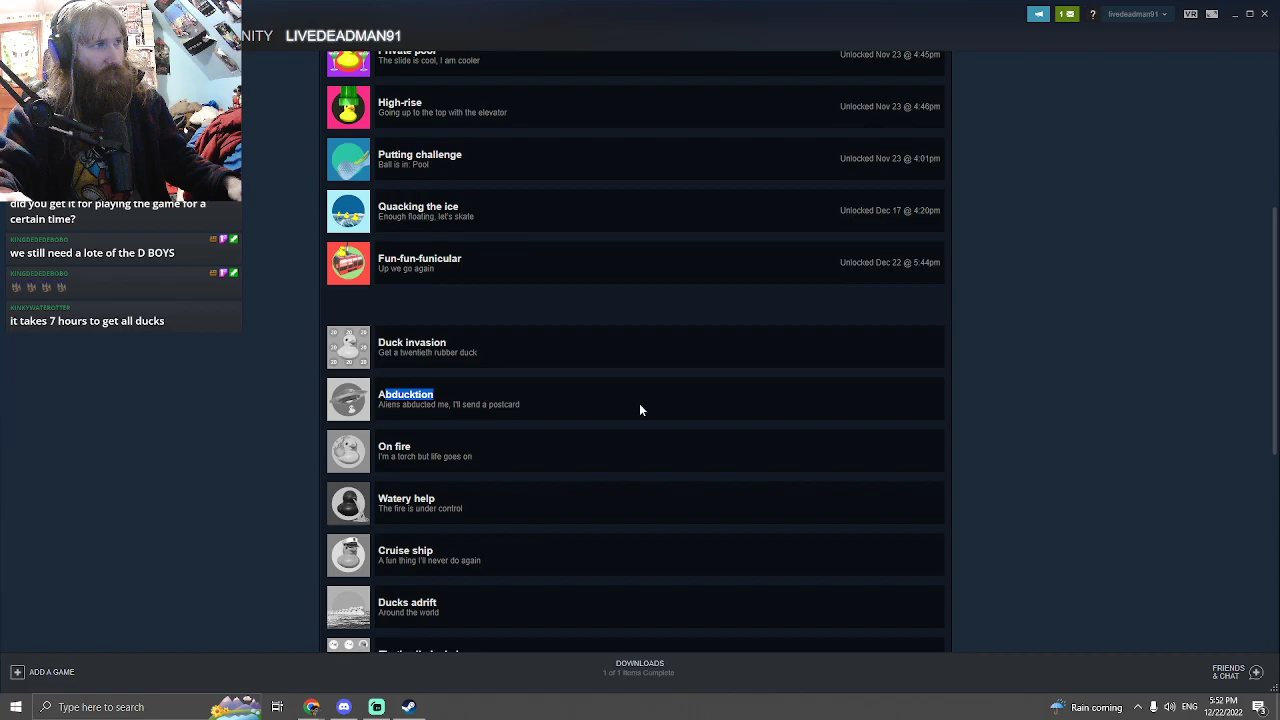 livedeadman91
1
?
VR
NITY LIVEDEADMAN91
Private pool
The slide is cool, I am cooler
Unlocked Nov 23 @ 4:45pm
High-rise
Going up to the top with the elevator
Unlocked Nov 23 @ 4:46pm
Putting challenge
Ball is in: Pool
Unlocked Nov 23 @ 4:01pm
Quacking the ice
Enough floating, let's skate
Unlocked Dec 17 @ 4:20pm
Fun-fun-funicular
Up we go again
Unlocked Dec 22 @ 5:44pm
Duck invasion
Get a twentieth rubber duck
Abducktion
Aliens abducted me, I'll send a postcard
On fire
I'm a torch but life goes on
Watery help
The fire is under control
Cruise ship
A fun thing I'll never do again
Ducks adrift
Around the world
did you get it for playing the game for a
certain time?
KINGDEDEDEBOBO
we still need a toe of the D BOYS
KINGDEDEDEBOBO
KINKYWATEROTTER
it takes 7 hours to get all ducks
ADD A GAME
DOWNLOADS
1 of 1 Items Complete
FRIENDS
& CHAT
Type here to search
Rain coming
5:52 PM
12/22/2022